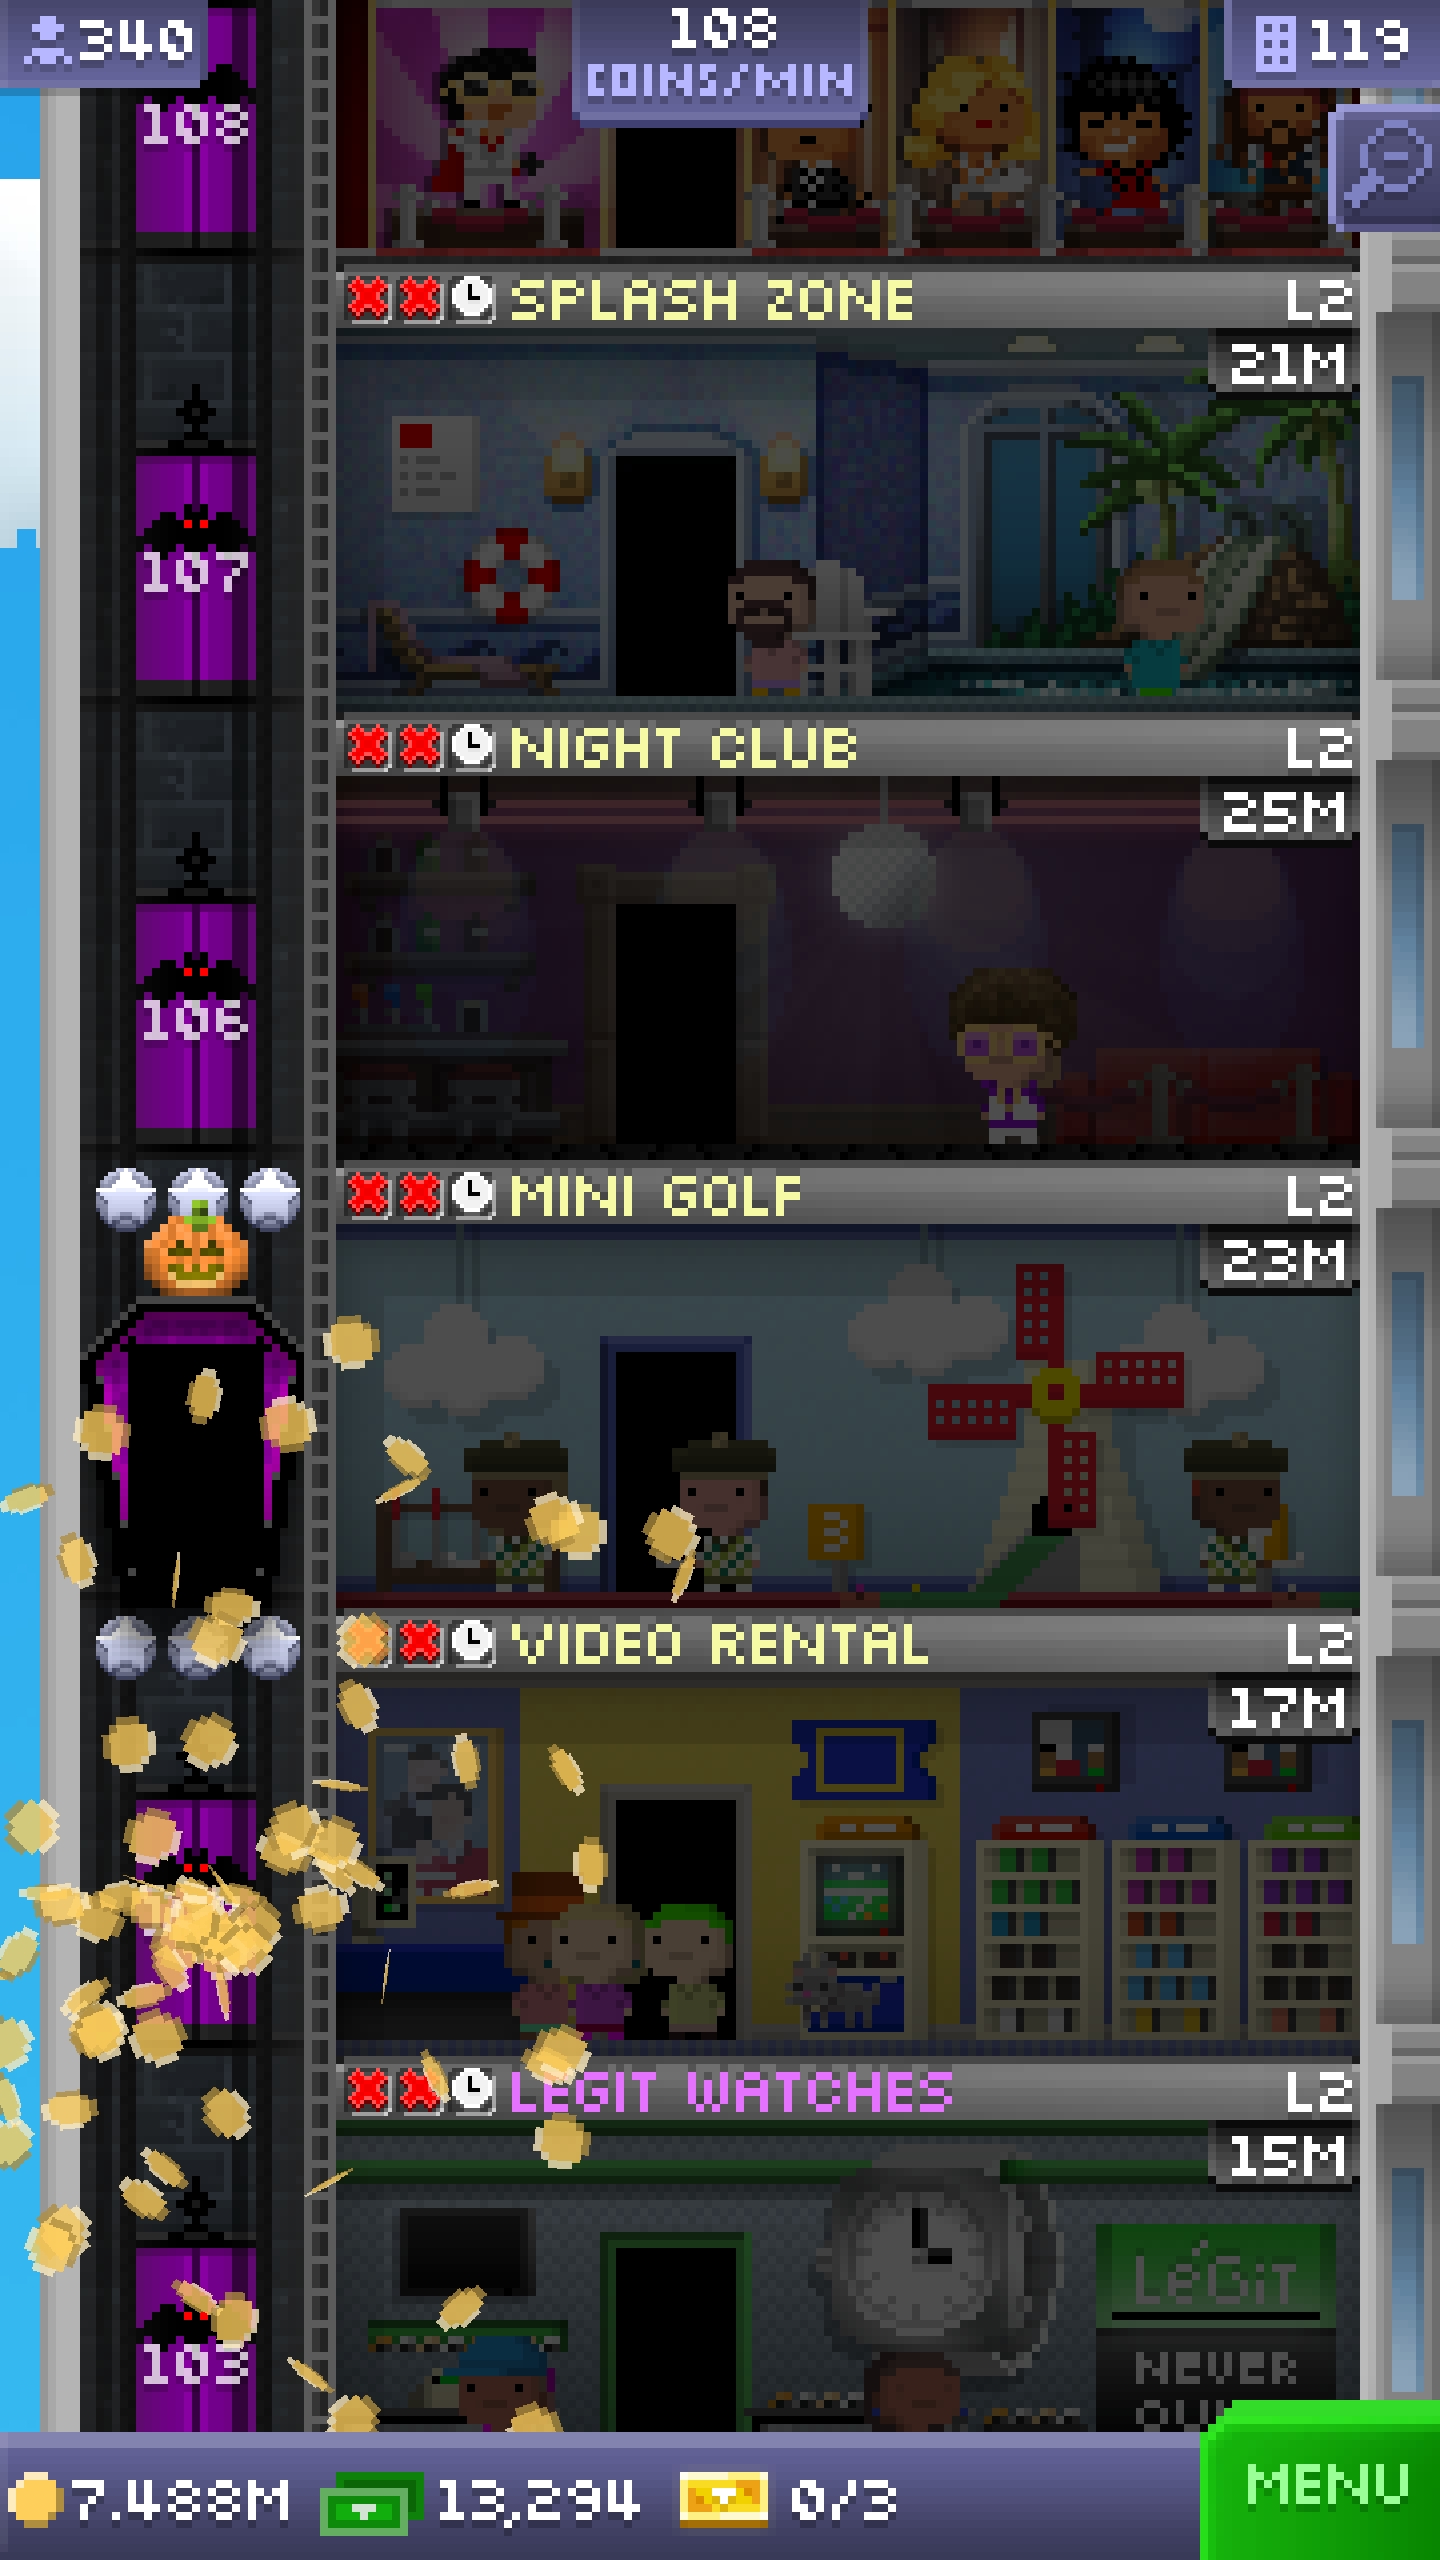 340
108
COINS/MIN
119
108
SPLASH ZONE
L2
21M
107
NIGHT CLUB
L2
25M
106
MINI GOLF
L2
23M
3
VIDEO RENTAL
L2
17M
LEGIT WATCHES
L2
15M
LéGiT
NEVER
103
7.488M
13,294
0/3
MENU